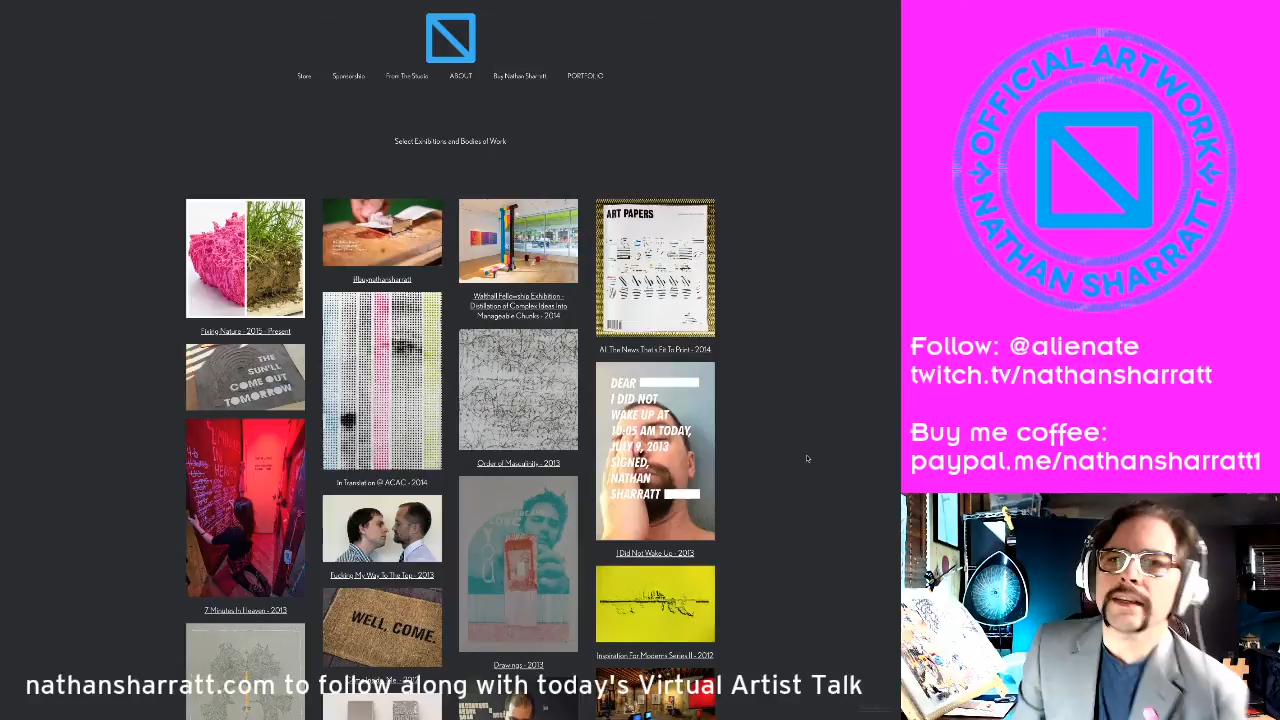 Store Sponsorship From The Studio ABOUT Buy Nathan Sharratt PORTFOLIO
Select Exhibitions and Bodies of Work
Fixing Nature - 2015 - Present
THE
SUN'LL
COME OUT
TOMORROW
7 Minutes In Heaven - 2013
#buynathansharratt
In Translation @ ACAC - 2014
Fucking My Way To The Top - 2013
WELL, COME.
Walthall Fellowship Exhibition -
Distillation of Complex Ideas Into
Manageable Chunks - 2014
Order of Masculinity - 2013
Drawings - 2013
ART PAPERS
All The News That's Fit To Print - 2014
DEAR
I DID NOT
WAKE UP AT
10:05 AM TODAY,
JULY 9, 2013
SIGNED,
NATHAN
SHARRATT
I Did Not Wake Up - 2013
Inspiration For Moderns Series II - 2012
nathansharratt.com to follow along with today's Virtual Artist Talk
OFFICIAL ARTWORK
NATHAN SHARRATT
Follow: @alienate
twitch.tv/nathansharratt
Buy me coffee:
paypal.me/nathansharratt1